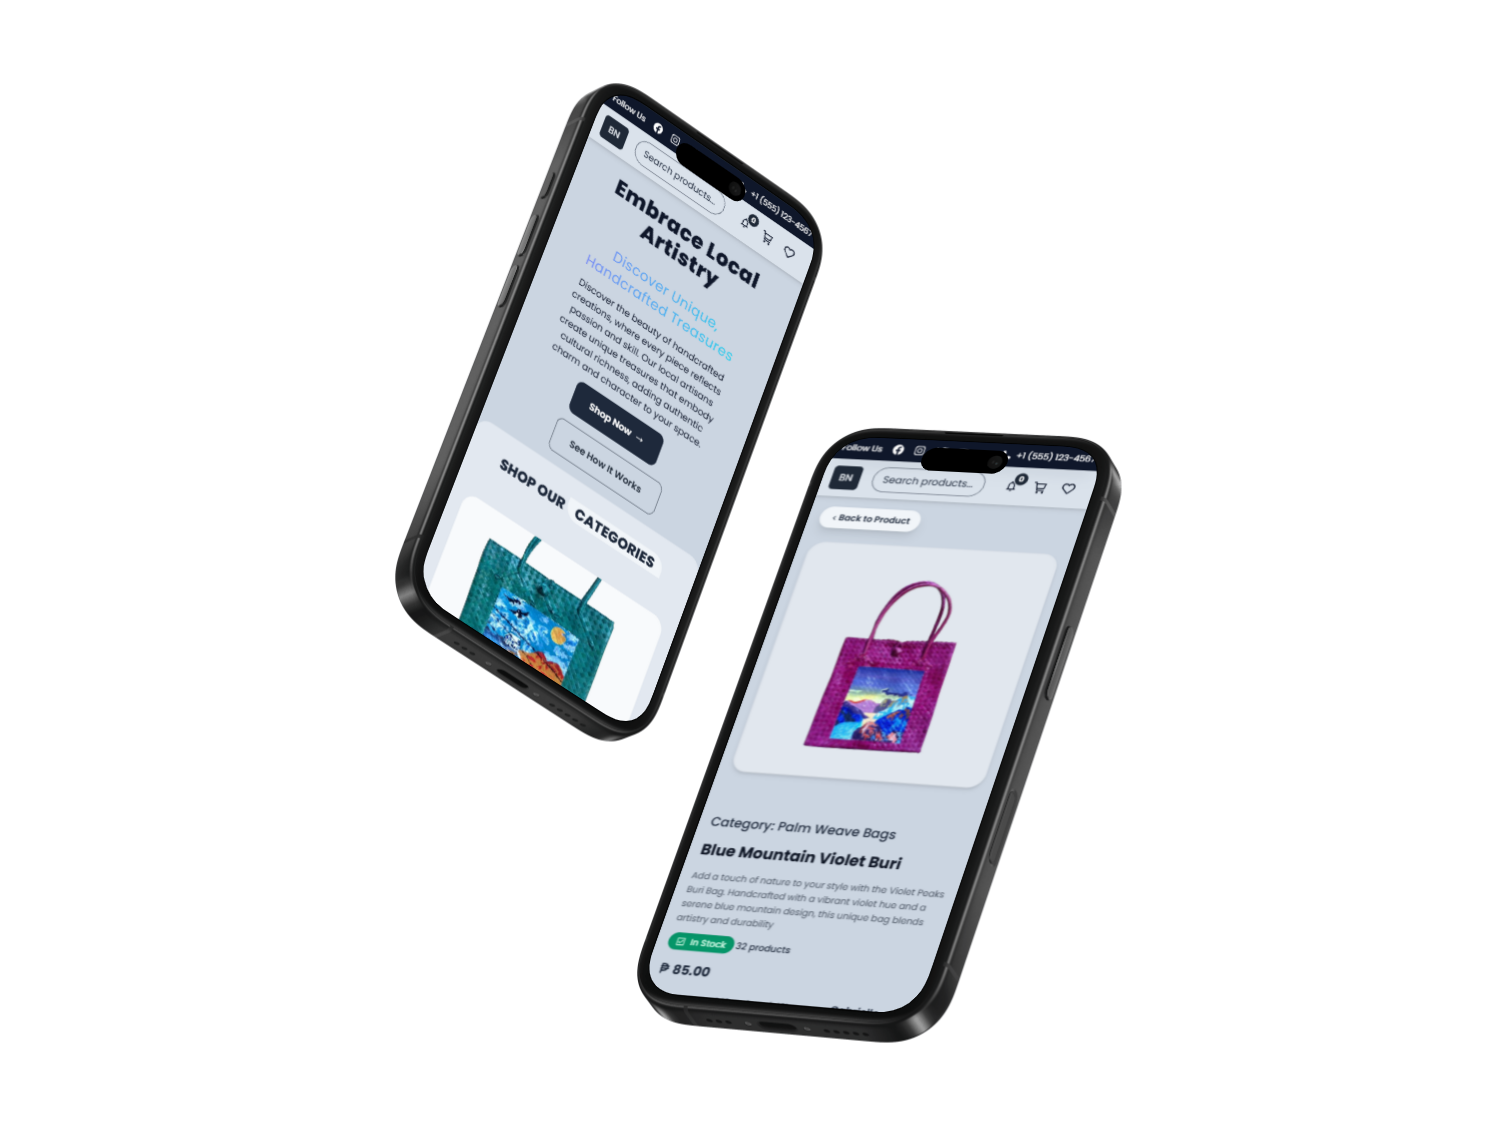 Follow Us
+1 (555) 123-456
BN
Search products...
0
Embrace Local
Artistry
Discover Unique,
Handcrafted Treasures
Discover the beauty of handcrafted
creations, where every piece reflects
passion and skill. Our local artisans
create unique treasures that embody
cultural richness, adding authentic
charm and character to your space.
Shop Now →
See How It Works
SHOP OUR CATEGORIES
Follow Us
+1 (555) 123-456
BN
Search products...
0
‹ Back to Product
Category: Palm Weave Bags
Blue Mountain Violet Buri
Add a touch of nature to your style with the Violet Peaks
Buri Bag. Handcrafted with a vibrant violet hue and a
serene blue mountain design, this unique bag blends
artistry and durability
In Stock 32 products
₱ 85.00